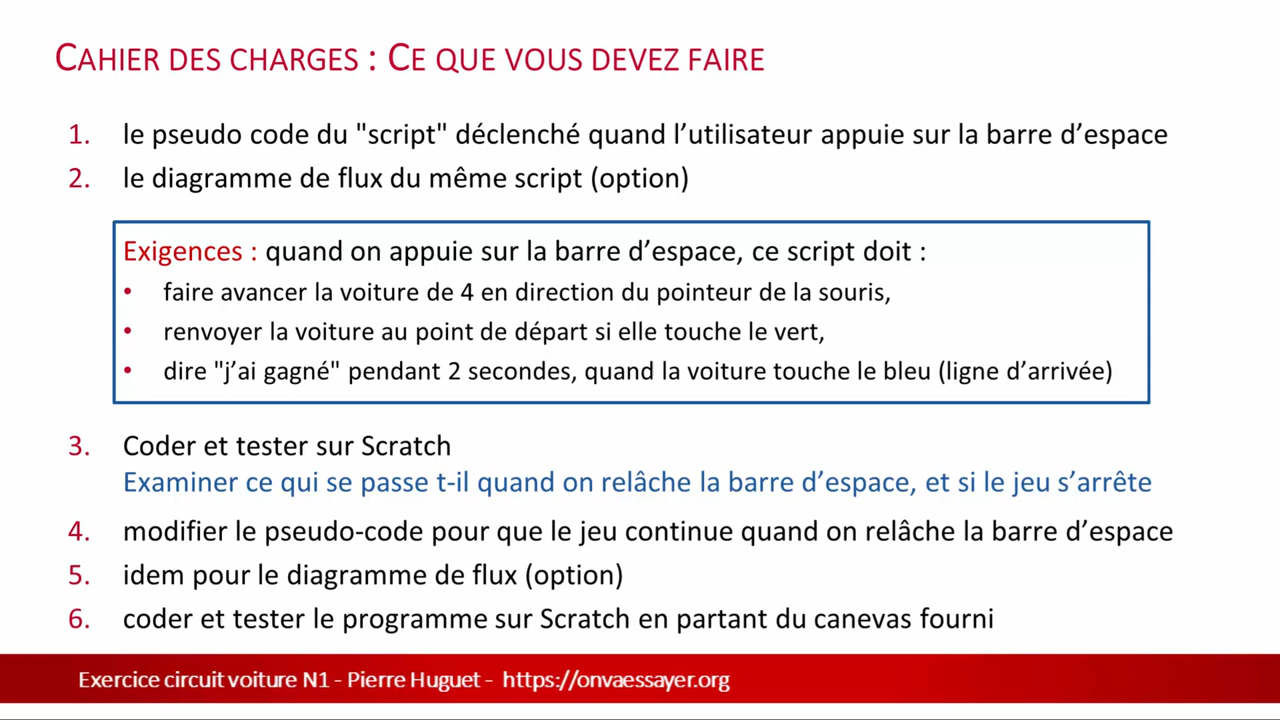 CAHIER DES CHARGES : CE QUE VOUS DEVEZ FAIRE
1. le pseudo code du "script" déclenché quand l’utilisateur appuie sur la barre d’espace
2. le diagramme de flux du même script (option)
Exigences : quand on appuie sur la barre d’espace, ce script doit :
• faire avancer la voiture de 4 en direction du pointeur de la souris,
• renvoyer la voiture au point de départ si elle touche le vert,
• dire "j’ai gagné" pendant 2 secondes, quand la voiture touche le bleu (ligne d’arrivée)
3. Coder et tester sur Scratch
Examiner ce qui se passe t-il quand on relâche la barre d’espace, et si le jeu s’arrête
4. modifier le pseudo-code pour que le jeu continue quand on relâche la barre d’espace
5. idem pour le diagramme de flux (option)
6. coder et tester le programme sur Scratch en partant du canevas fourni
Exercice circuit voiture N1 - Pierre Huguet - https://onvaessayer.org